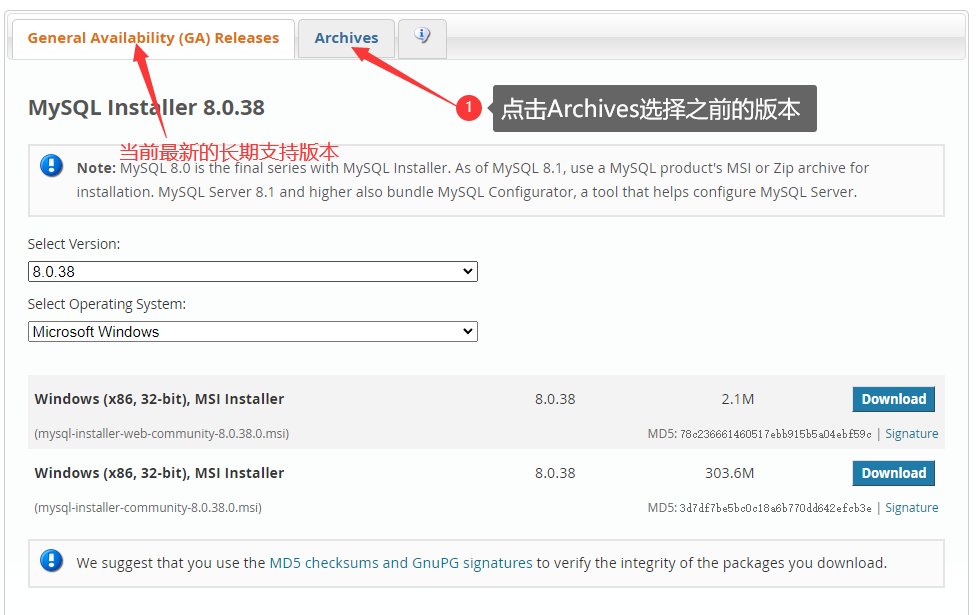 General Availability (GA) Releases
Archives
MySQL Installer 8.0.38
1
点击Archives选择之前的版本
当前最新的长期支持版本
Note: MySQL 8.0 is the final series with MySQL Installer. As of MySQL 8.1, use a MySQL product's MSI or Zip archive for
installation. MySQL Server 8.1 and higher also bundle MySQL Configurator, a tool that helps configure MySQL Server.
Select Version:
8.0.38
Select Operating System:
Microsoft Windows
Windows (x86, 32-bit), MSI Installer 8.0.38 2.1M Download
(mysql-installer-web-community-8.0.38.0.msi) MD5: 78c236661460517ebb915b5a04ebf59c | Signature
Windows (x86, 32-bit), MSI Installer 8.0.38 303.6M Download
(mysql-installer-community-8.0.38.0.msi) MD5: 3d7df7be5bc0c18a6b770dd642efcb3e | Signature
We suggest that you use the MD5 checksums and GnuPG signatures to verify the integrity of the packages you download.